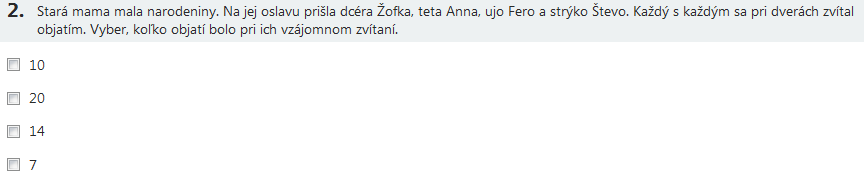 2. Stará mama mala narodeniny. Na jej oslavu prišla dcéra Žofka, teta Anna, ujo Fero a strýko Števo. Každý s každým sa pri dverách zvítal
objatím. Vyber, koľko objatí bolo pri ich vzájomnom zvítaní.
10
20
14
7